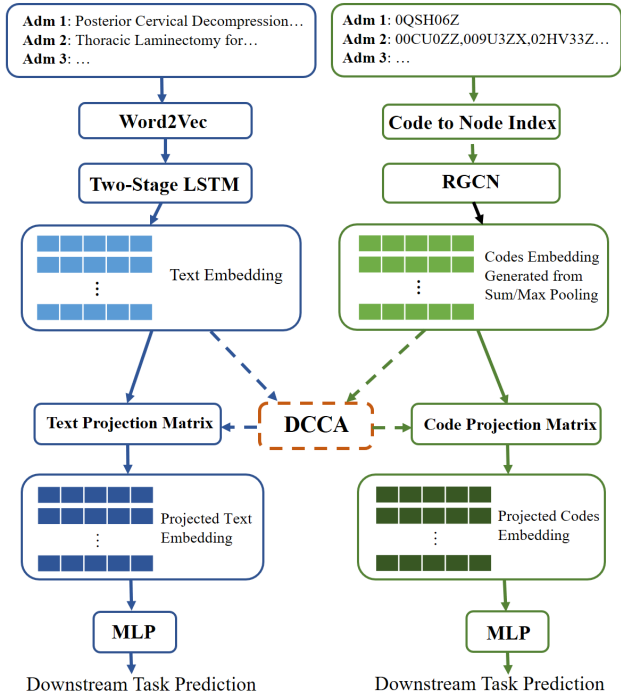 Adm 1: Posterior Cervical Decompression…
Adm 2: Thoracic Laminectomy for…
Adm 3: …
Adm 1: 0QSH06Z
Adm 2: 00CU0ZZ,009U3ZX,02HV33Z…
Adm 3: …
Word2Vec
Code to Node Index
Two-Stage LSTM
RGCN
Text Embedding
Codes Embedding
Generated from
Sum/Max Pooling
Text Projection Matrix
DCCA
Code Projection Matrix
Projected Text
Embedding
Projected Codes
Embedding
MLP
MLP
Downstream Task Prediction
Downstream Task Prediction